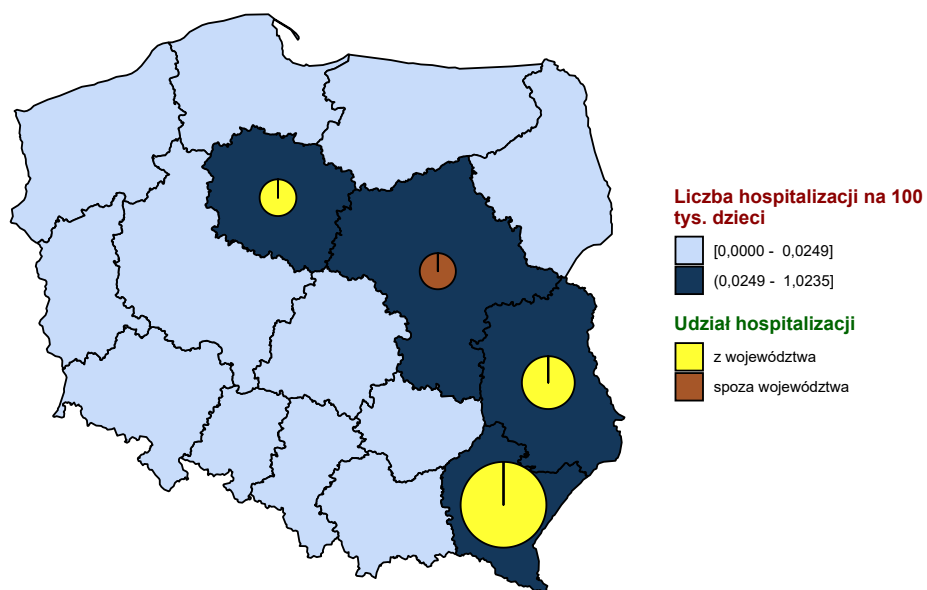 Liczba hospitalizacji na 100
tys. dzieci
[0,0000 - 0,0249]
(0,0249 - 1,0235]
Udział hospitalizacji
z województwa
spoza województwa